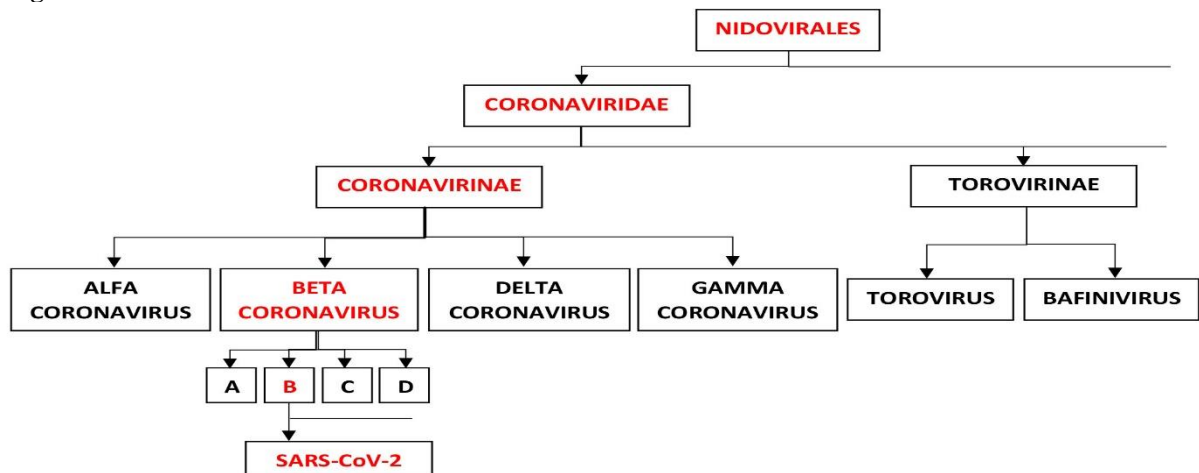 NIDOVIRALES
CORONAVIRIDAE
CORONAVIRINAE
TOROVIRINAE
ALFA
CORONAVIRUS
BETA
CORONAVIRUS
DELTA
CORONAVIRUS
GAMMA
CORONAVIRUS
TOROVIRUS
BAFINIVIRUS
A
B
C
D
SARS-CoV-2